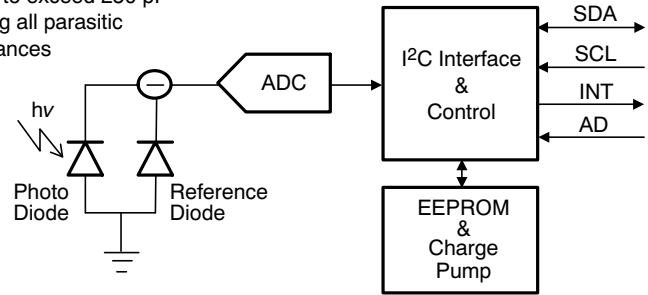 to exceed 250 pF
g all parasitic
ances
hν
Photo
Diode
Reference
Diode
−
ADC
I²C Interface
&
Control
EEPROM
&
Charge
Pump
SDA
SCL
INT
AD